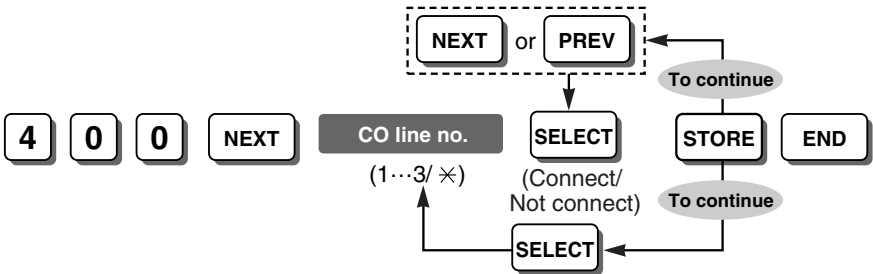 NEXT or PREV
To continue
4 0 0 NEXT CO line no. SELECT STORE END
(1···3/ ✳)
(Connect/
Not connect)
To continue
SELECT